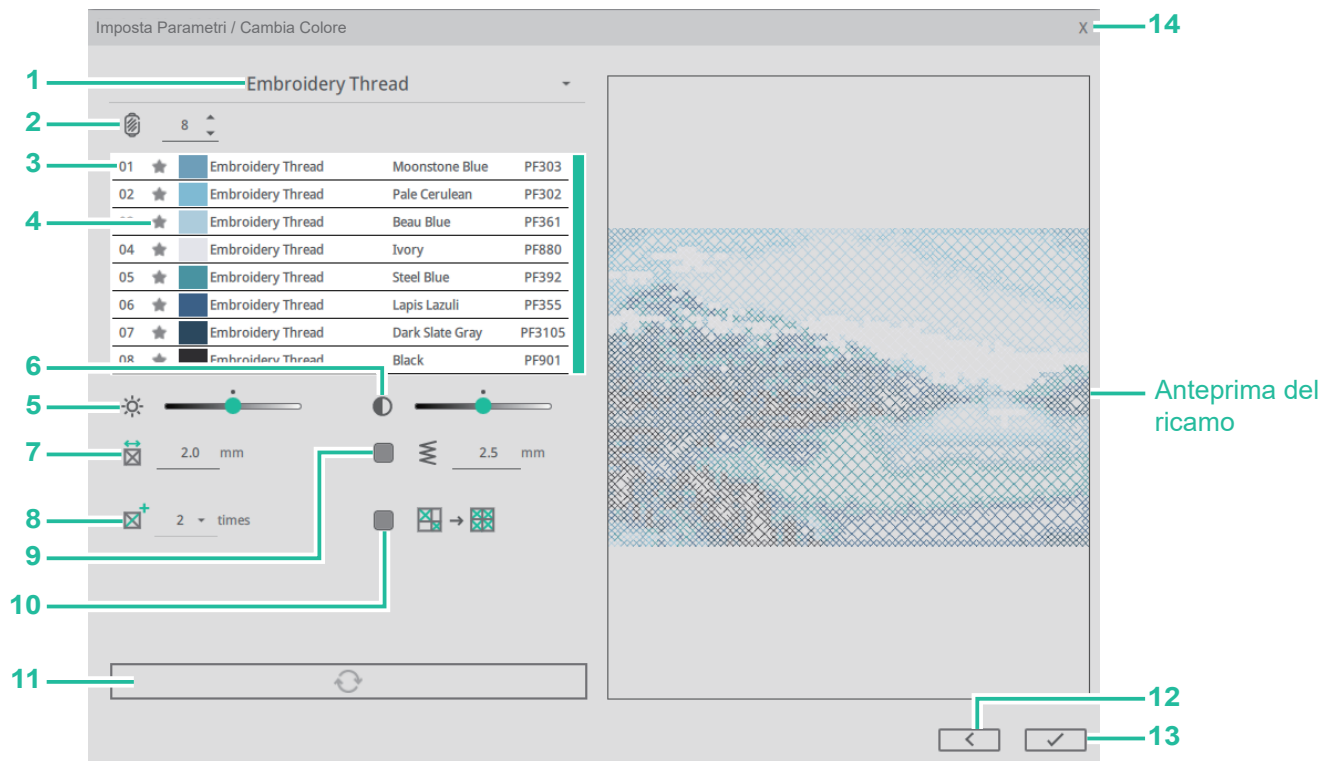 Imposta Parametri / Cambia Colore X 14
1 Embroidery Thread
2 8
3 01 Embroidery Thread Moonstone Blue PF303
02 Embroidery Thread Pale Cerulean PF302
4 Embroidery Thread Beau Blue PF361
04 Embroidery Thread Ivory PF880
05 Embroidery Thread Steel Blue PF392
06 Embroidery Thread Lapis Lazuli PF355
07 Embroidery Thread Dark Slate Gray PF3105
08 Embroidery Thread Black PF901
6
5
Anteprima del
ricamo
7 2.0 mm 2.5 mm
8 2 times
9
10
11
12
13